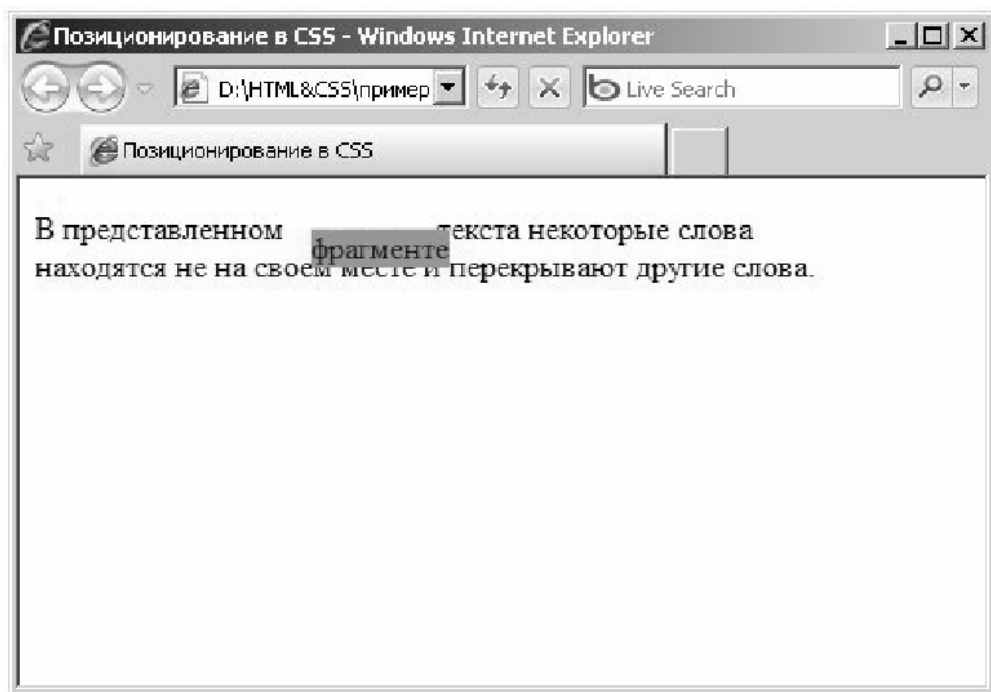 Позиционирование в CSS - Windows Internet Explorer
D:\HTML&CSS\пример
Live Search
Позиционирование в CSS
В представленном текста некоторые слова
фрагменте
находятся не на своем месте и перекрывают другие слова.